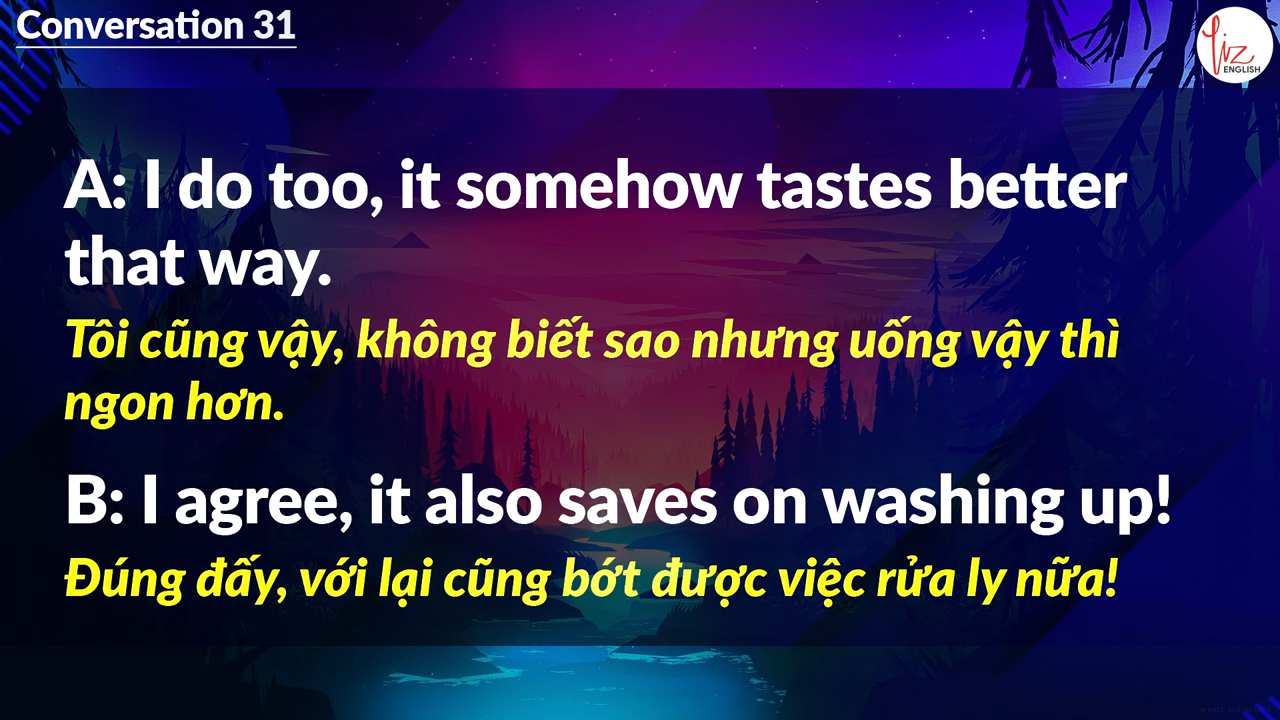 Conversation 31
Liz
ENGLISH
A: I do too, it somehow tastes better
that way.
Tôi cũng vậy, không biết sao nhưng uống vậy thì
ngon hơn.
B: I agree, it also saves on washing up!
Đúng đấy, với lại cũng bớt được việc rửa ly nữa!